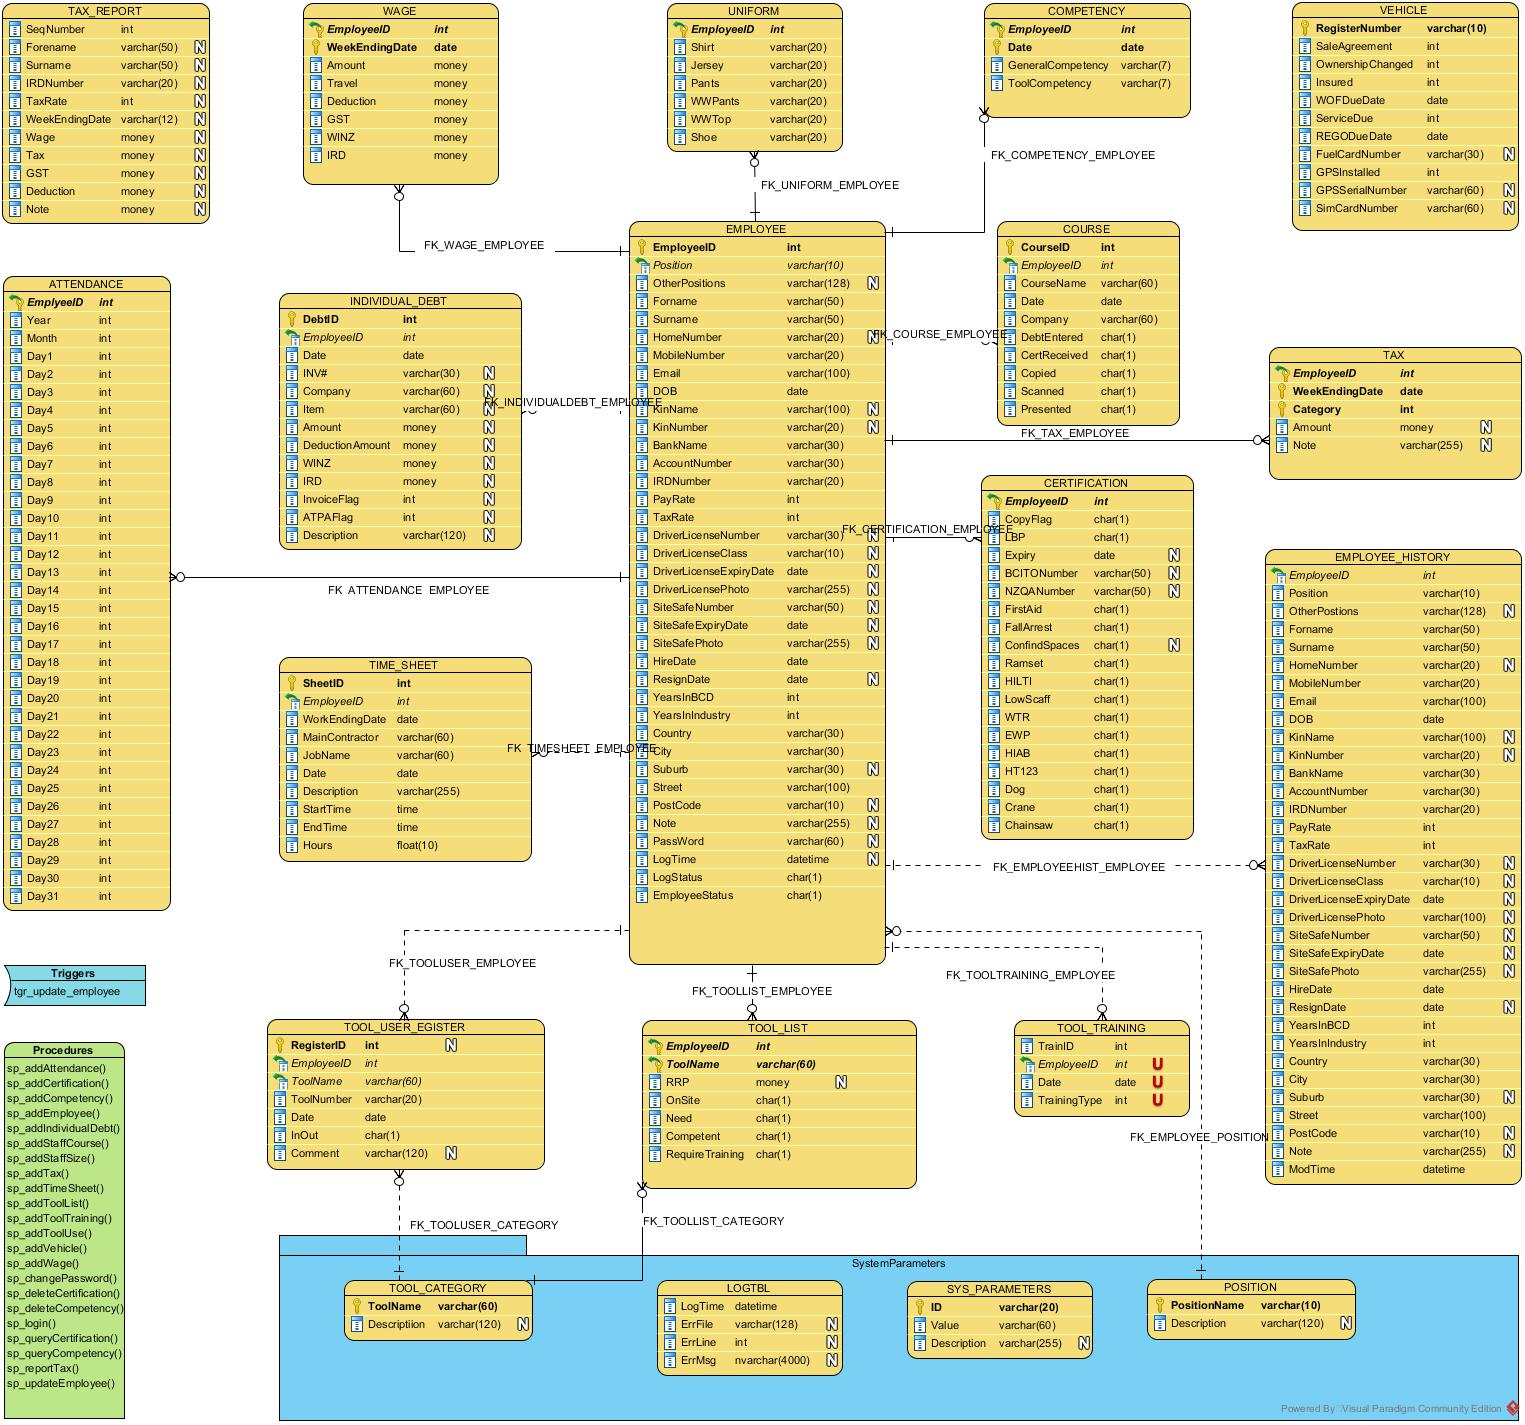 TAX_REPORT
SeqNumber int
Forename varchar(50) N
Surname varchar(50) N
IRDNumber varchar(20) N
TaxRate int N
WeekEndingDate varchar(12) N
Wage money N
Tax money N
GST money N
Deduction money N
Note money N
WAGE
EmployeeID int
WeekEndingDate date
Amount money
Travel money
Deduction money
GST money
WINZ money
IRD money
UNIFORM
EmployeeID int
Shirt varchar(20)
Jersey varchar(20)
Pants varchar(20)
WWPants varchar(20)
WWTop varchar(20)
Shoe varchar(20)
COMPETENCY
EmployeeID int
Date date
GeneralCompetency varchar(7)
ToolCompetency varchar(7)
VEHICLE
RegisterNumber varchar(10)
SaleAgreement int
OwnershipChanged int
Insured int
WOFDueDate date
ServiceDue int
REGODueDate date
FuelCardNumber varchar(30) N
GPSInstalled int
GPSSerialNumber varchar(60) N
SimCardNumber varchar(60) N
FK_COMPETENCY_EMPLOYEE
FK_UNIFORM_EMPLOYEE
FK_WAGE_EMPLOYEE
ATTENDANCE
EmplyeeID int
Year int
Month int
Day1 int
Day2 int
Day3 int
Day4 int
Day5 int
Day6 int
Day7 int
Day8 int
Day9 int
Day10 int
Day11 int
Day12 int
Day13 int
Day14 int
Day15 int
Day16 int
Day17 int
Day18 int
Day19 int
Day20 int
Day21 int
Day22 int
Day23 int
Day24 int
Day25 int
Day26 int
Day27 int
Day28 int
Day29 int
Day30 int
Day31 int
INDIVIDUAL_DEBT
DebtID int
EmployeeID int
Date date
INV# varchar(30) N
Company varchar(60) N
Item varchar(60) N
Amount money N
DeductionAmount money N
WINZ money N
IRD money N
InvoiceFlag int N
ATPAFlag int N
Description varchar(120) N
FK_INDIVIDUALDEBT_EMPLOYEE
FK_ATTENDANCE_EMPLOYEE
TIME_SHEET
SheetID int
EmployeeID int
WorkEndingDate date
MainContractor varchar(60)
JobName varchar(60)
Date date
Description varchar(255)
StartTime time
EndTime time
Hours float(10)
FK_TIMESHEET_EMPLOYEE
EMPLOYEE
EmployeeID int
Position varchar(10)
OtherPositions varchar(128) N
Forname varchar(50)
Surname varchar(50)
HomeNumber varchar(20) N
MobileNumber varchar(20)
Email varchar(100)
DOB date
KinName varchar(100) N
KinNumber varchar(20) N
BankName varchar(30)
AccountNumber varchar(30)
IRDNumber varchar(20)
PayRate int
TaxRate int
DriverLicenseNumber varchar(30) N
DriverLicenseClass varchar(10) N
DriverLicenseExpiryDate date N
DriverLicensePhoto varchar(255) N
SiteSafeNumber varchar(50) N
SiteSafeExpiryDate date N
SiteSafePhoto varchar(255) N
HireDate date
ResignDate date N
YearsInBCD int
YearsInIndustry int
Country varchar(30)
City varchar(30)
Suburb varchar(30) N
Street varchar(100)
PostCode varchar(10) N
Note varchar(255) N
PassWord varchar(60) N
LogTime datetime N
LogStatus char(1)
EmployeeStatus char(1)
COURSE
CourseID int
EmployeeID int
CourseName varchar(60)
Date date
Company varchar(60)
DebtEntered char(1)
CertReceived char(1)
Copied char(1)
Scanned char(1)
Presented char(1)
FK_COURSE_EMPLOYEE
FK_TAX_EMPLOYEE
TAX
EmployeeID int
WeekEndingDate date
Category int
Amount money N
Note varchar(255) N
CERTIFICATION
EmployeeID int
CopyFlag char(1)
LBP char(1)
Expiry date N
BCITONumber varchar(50) N
NZQANumber varchar(50) N
FirstAid char(1)
FallArrest char(1)
ConfindSpaces char(1) N
Ramset char(1)
HILTI char(1)
LowScaff char(1)
WTR char(1)
EWP char(1)
HIAB char(1)
HT123 char(1)
Dog char(1)
Crane char(1)
Chainsaw char(1)
FK_CERTIFICATION_EMPLOYEE
FK_EMPLOYEEHIST_EMPLOYEE
EMPLOYEE_HISTORY
EmployeeID int
Position varchar(10)
OtherPostions varchar(128) N
Forname varchar(50)
Surname varchar(50)
HomeNumber varchar(20) N
MobileNumber varchar(20)
Email varchar(100)
DOB date
KinName varchar(100) N
KinNumber varchar(20) N
BankName varchar(30)
AccountNumber varchar(30)
IRDNumber varchar(20)
PayRate int
TaxRate int
DriverLicenseNumber varchar(30) N
DriverLicenseClass varchar(10) N
DriverLicenseExpiryDate date N
DriverLicensePhoto varchar(100) N
SiteSafeNumber varchar(50) N
SiteSafeExpiryDate date N
SiteSafePhoto varchar(255) N
HireDate date
ResignDate date N
YearsInBCD int
YearsInIndustry int
Country varchar(30)
City varchar(30)
Suburb varchar(30) N
Street varchar(100)
PostCode varchar(10) N
Note varchar(255) N
ModTime datetime
Triggers
tgr_update_employee
Procedures
sp_addAttendance()
sp_addCertification()
sp_addCompetency()
sp_addEmployee()
sp_addIndividualDebt()
sp_addStaffCourse()
sp_addStaffSize()
sp_addTax()
sp_addTimeSheet()
sp_addToolList()
sp_addToolTraining()
sp_addToolUse()
sp_addVehicle()
sp_addWage()
sp_changePassword()
sp_deleteCertification()
sp_deleteCompetency()
sp_login()
sp_queryCertification()
sp_queryCompetency()
sp_reportTax()
sp_updateEmployee()
FK_TOOLUSER_EMPLOYEE
FK_TOOLLIST_EMPLOYEE
FK_TOOLTRAINING_EMPLOYEE
TOOL_USER_EGISTER
RegisterID int N
EmployeeID int
ToolName varchar(60)
ToolNumber varchar(20)
Date date
InOut char(1)
Comment varchar(120) N
TOOL_LIST
EmployeeID int
ToolName varchar(60)
RRP money N
OnSite char(1)
Need char(1)
Competent char(1)
RequireTraining char(1)
TOOL_TRAINING
TrainID int
EmployeeID int U
Date date U
TrainingType int U
FK_EMPLOYEE_POSITION
FK_TOOLUSER_CATEGORY
FK_TOOLLIST_CATEGORY
SystemParameters
TOOL_CATEGORY
ToolName varchar(60)
Descriptiion varchar(120) N
LOGTBL
LogTime datetime
ErrFile varchar(128) N
ErrLine int N
ErrMsg nvarchar(4000) N
SYS_PARAMETERS
ID varchar(20)
Value varchar(60)
Description varchar(255) N
POSITION
PositionName varchar(10)
Description varchar(120) N
Powered By Visual Paradigm Community Edition